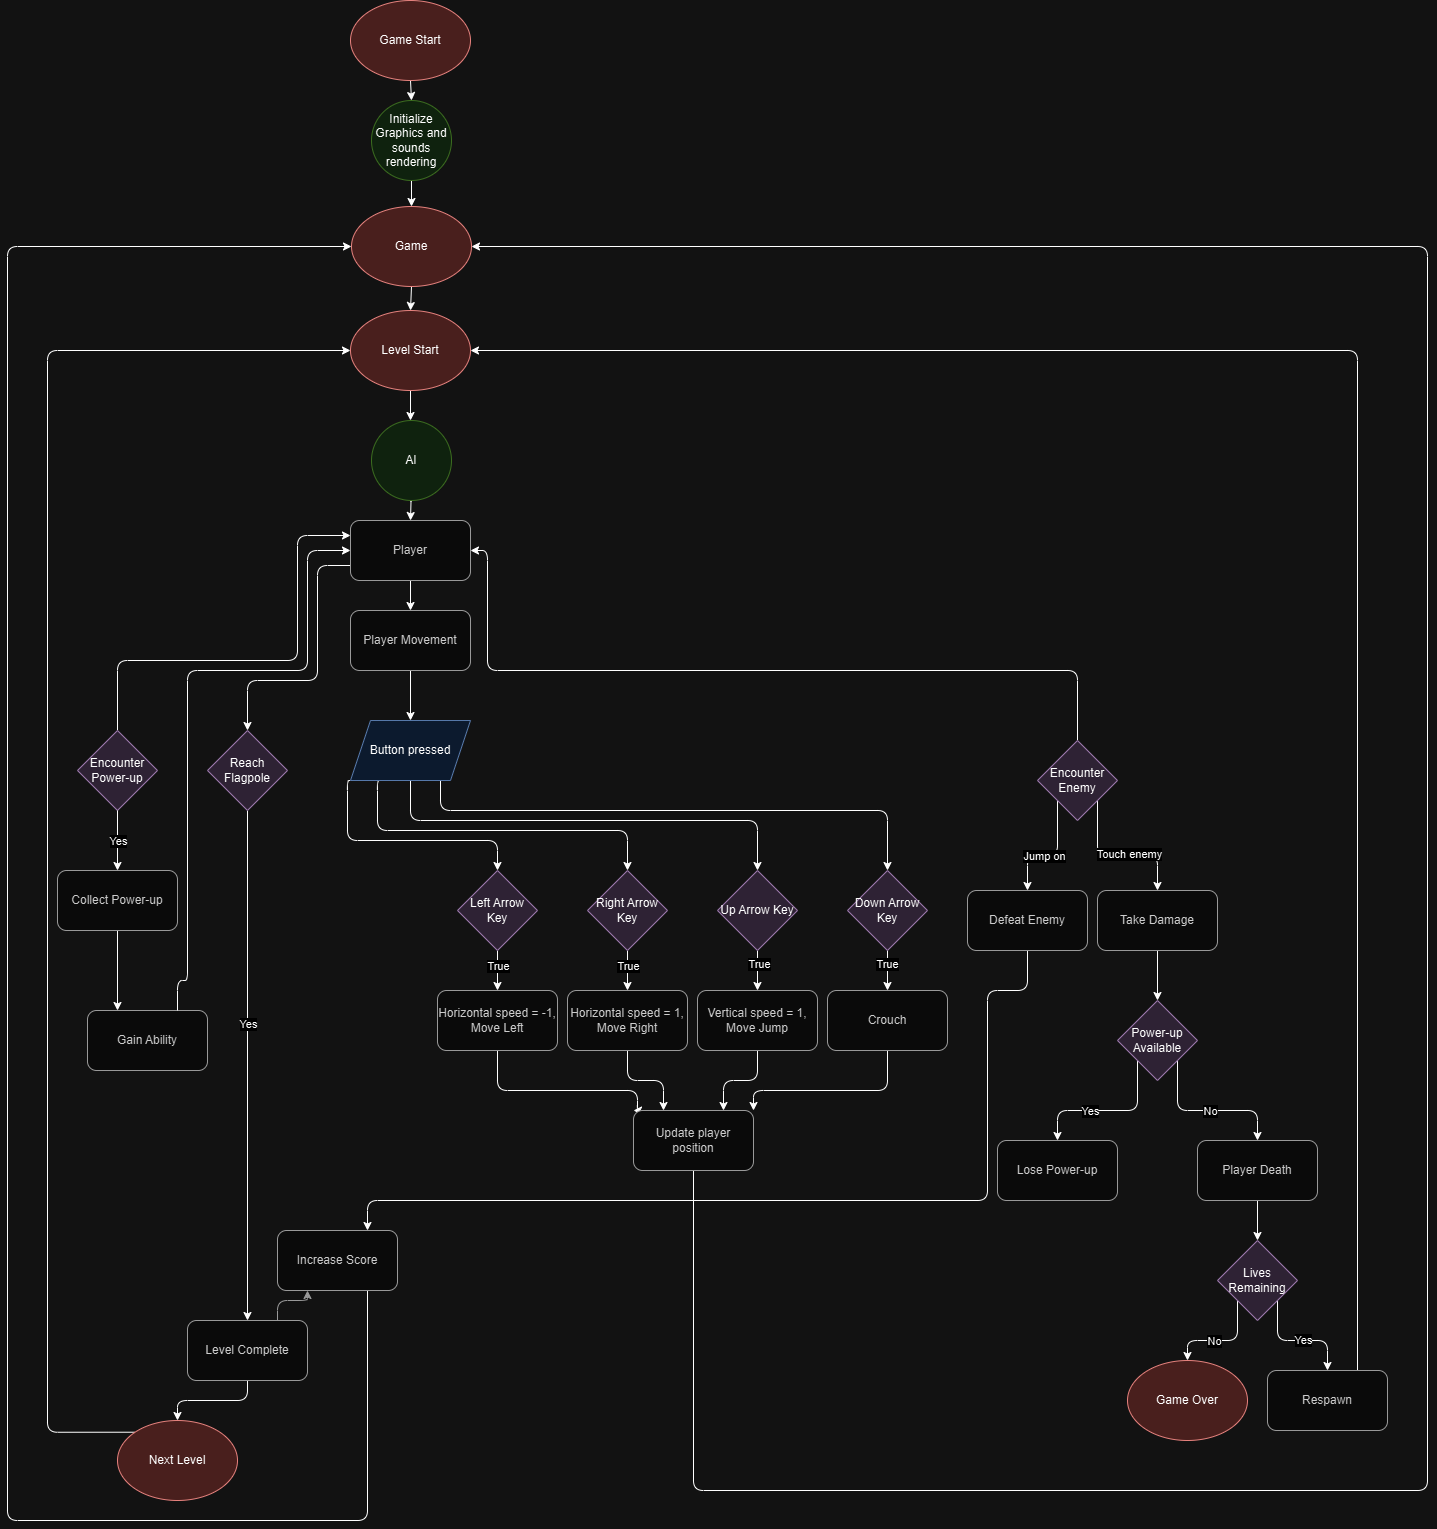 Game Start
Initialize
Graphics and
sounds
rendering
Game
Level Start
AI
Player
Player Movement
Button pressed
Encounter
Power-up
Reach
Flagpole
Encounter
Enemy
Yes
Jump on
Touch enemy
Collect Power-up
Left Arrow
Key
Right Arrow
Key
Up Arrow Key
Down Arrow
Key
Defeat Enemy
Take Damage
True
True
True
True
Gain Ability
Yes
Horizontal speed = -1,
Move Left
Horizontal speed = 1,
Move Right
Vertical speed = 1,
Move Jump
Crouch
Power-up
Available
Yes
No
Update player
position
Lose Power-up
Player Death
Increase Score
Lives
Remaining
No
Yes
Level Complete
Game Over
Respawn
Next Level